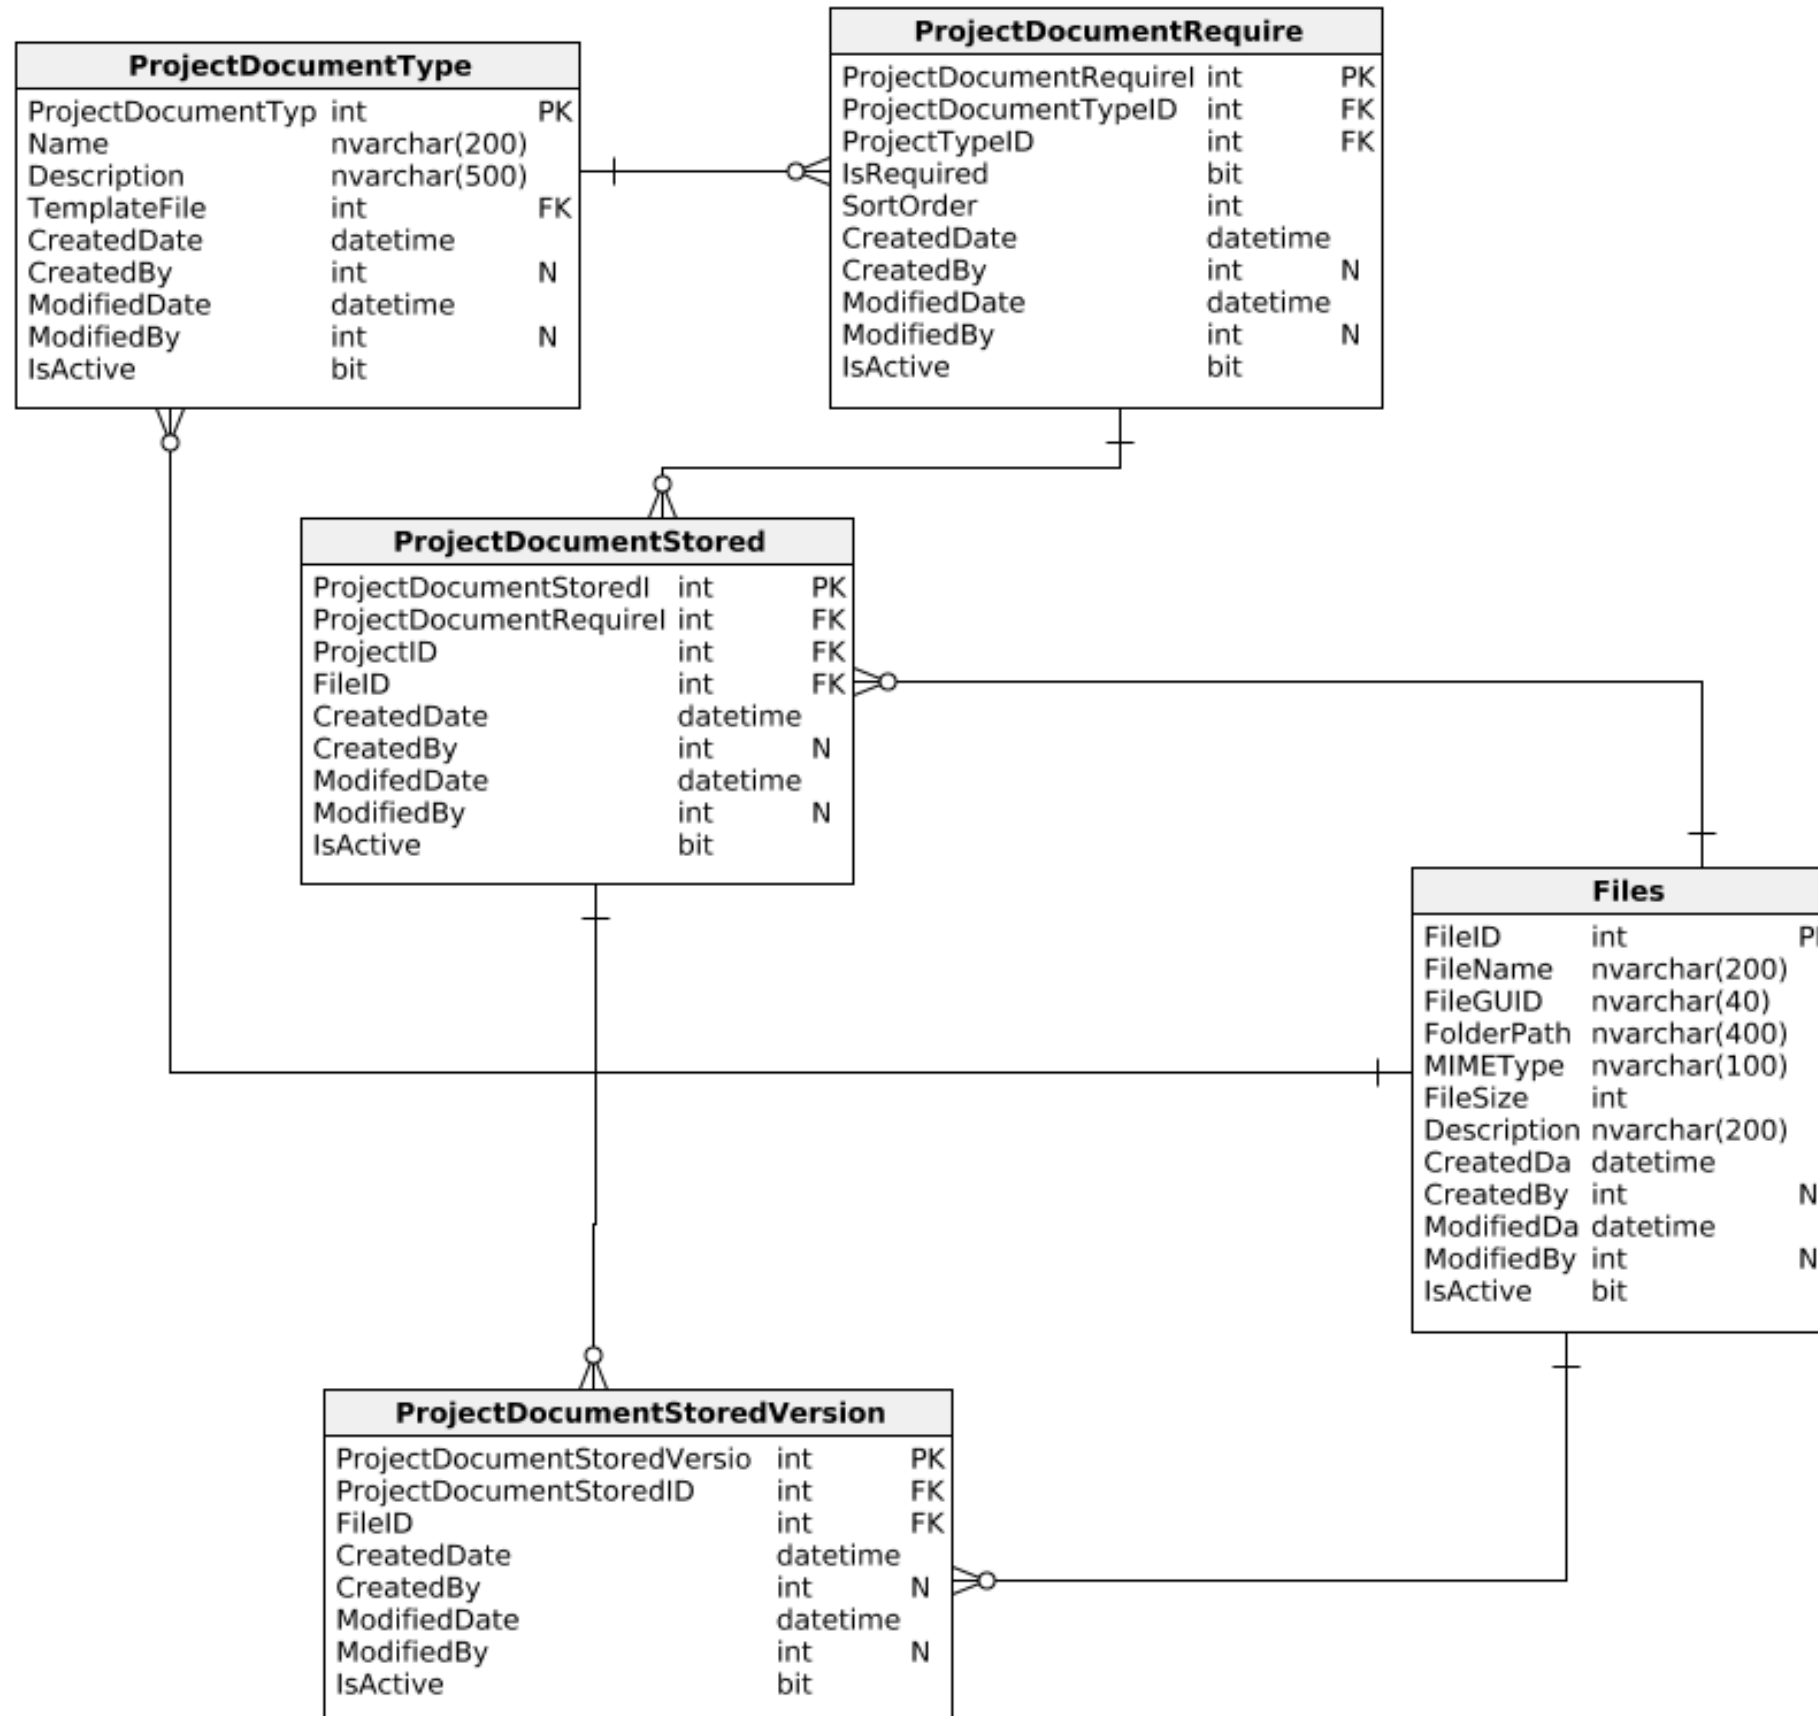 ProjectDocumentType
ProjectDocumentTyp int PK
Name nvarchar(200)
Description nvarchar(500)
TemplateFile int FK
CreatedDate datetime
CreatedBy int N
ModifiedDate datetime
ModifiedBy int N
IsActive bit
ProjectDocumentRequire
ProjectDocumentRequireI int PK
ProjectDocumentTypeID int FK
ProjectTypeID int FK
IsRequired bit
SortOrder int
CreatedDate datetime
CreatedBy int N
ModifiedDate datetime
ModifiedBy int N
IsActive bit
ProjectDocumentStored
ProjectDocumentStoredI int PK
ProjectDocumentRequireI int FK
ProjectID int FK
FileID int FK
CreatedDate datetime
CreatedBy int N
ModifedDate datetime
ModifiedBy int N
IsActive bit
Files
FileID int P
FileName nvarchar(200)
FileGUID nvarchar(40)
FolderPath nvarchar(400)
MIMEType nvarchar(100)
FileSize int
Description nvarchar(200)
CreatedDa datetime
CreatedBy int N
ModifiedDa datetime
ModifiedBy int N
IsActive bit
ProjectDocumentStoredVersion
ProjectDocumentStoredVersio int PK
ProjectDocumentStoredID int FK
FileID int FK
CreatedDate datetime
CreatedBy int N
ModifiedDate datetime
ModifiedBy int N
IsActive bit